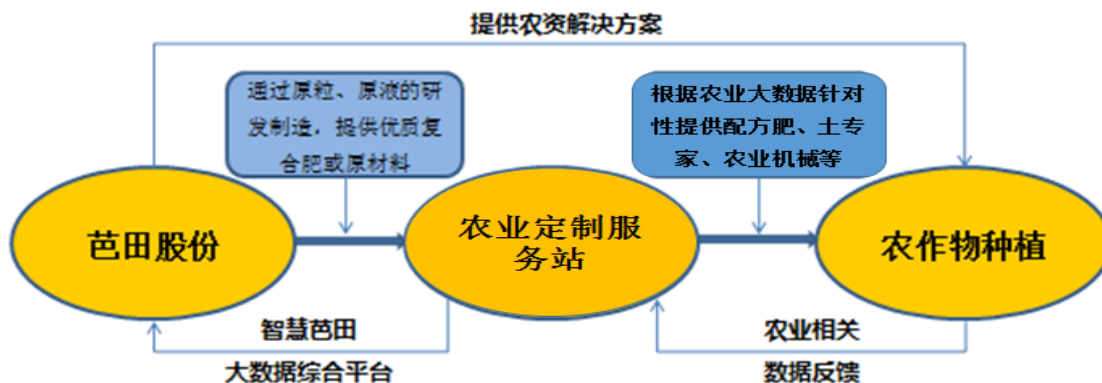 提供农资解决方案
通过原粒、原液的研
发制造，提供优质复
合肥或原材料
根据农业大数据针对
性提供配方肥、土专
家、农业机械等
芭田股份
农业定制服
务站
农作物种植
智慧芭田
大数据综合平台
农业相关
数据反馈